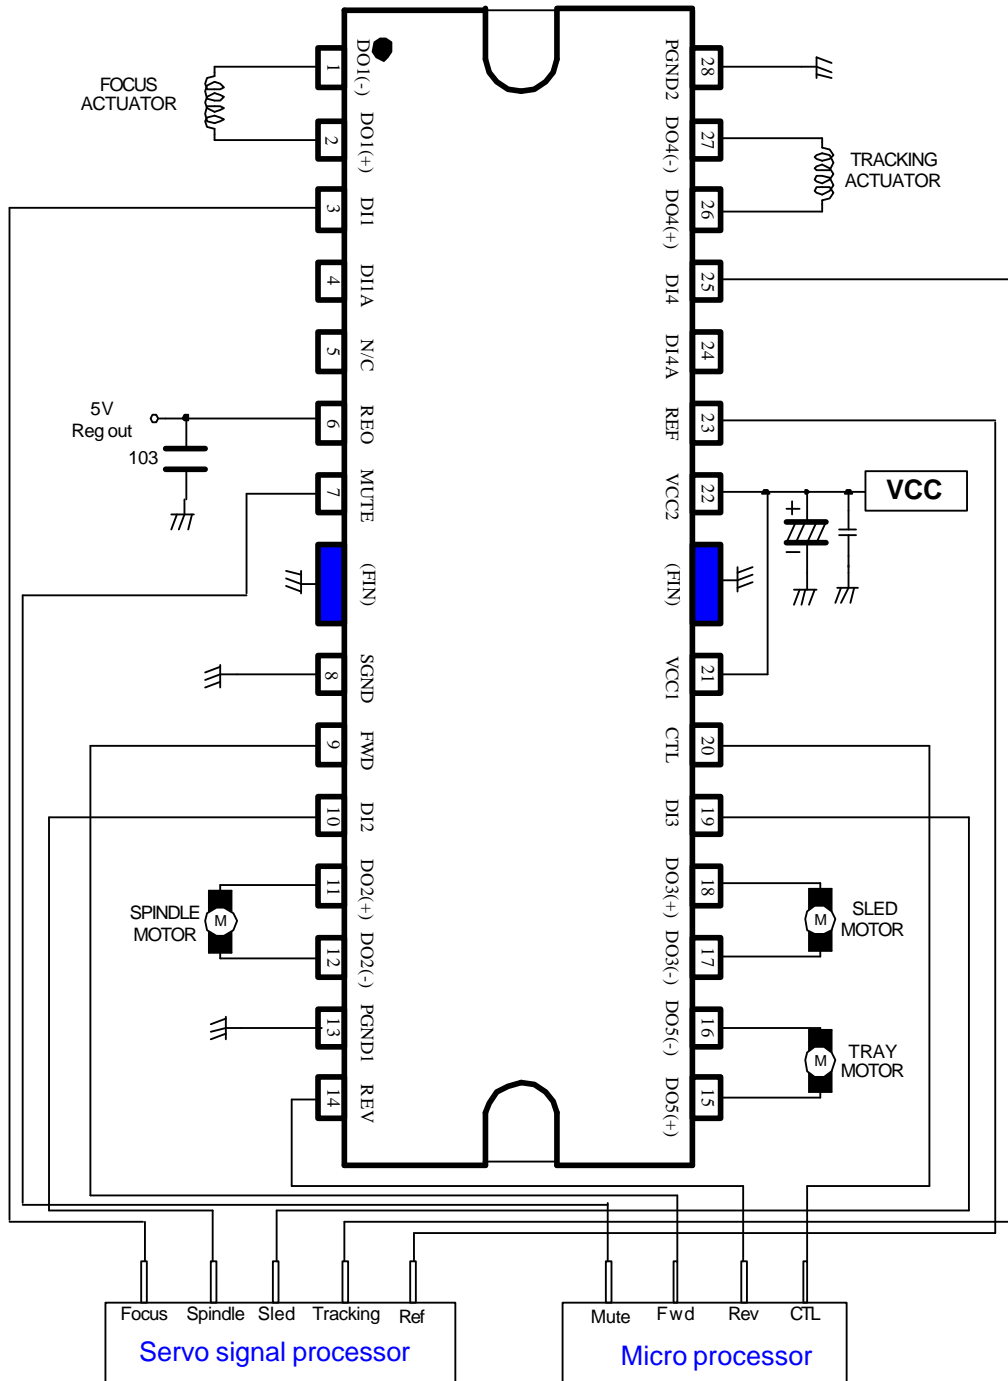 FOCUS
ACTUATOR
1
DO1(-)
2
DO1(+)
3
DI1
4
DI1A
5
N/C
5V
Reg out
103
6
REO
7
MUTE
(FIN)
8
SGND
9
FWD
10
DI2
SPINDLE
MOTOR
M
11
DO2(+)
12
DO2(-)
13
PGND1
14
REV
28
PGND2
27
DO4(-)
TRACKING
ACTUATOR
26
DO4(+)
25
DI4
24
DI4A
23
REF
22
VCC2
VCC
+
-
(FIN)
21
VCC1
20
CTL
19
DI3
18
DO3(+)
SLED
MOTOR
M
17
DO3(-)
16
DO5(-)
TRAY
MOTOR
M
15
DO5(+)
Focus Spindle Sled Tracking Ref
Servo signal processor
Mute Fwd Rev CTL
Micro processor